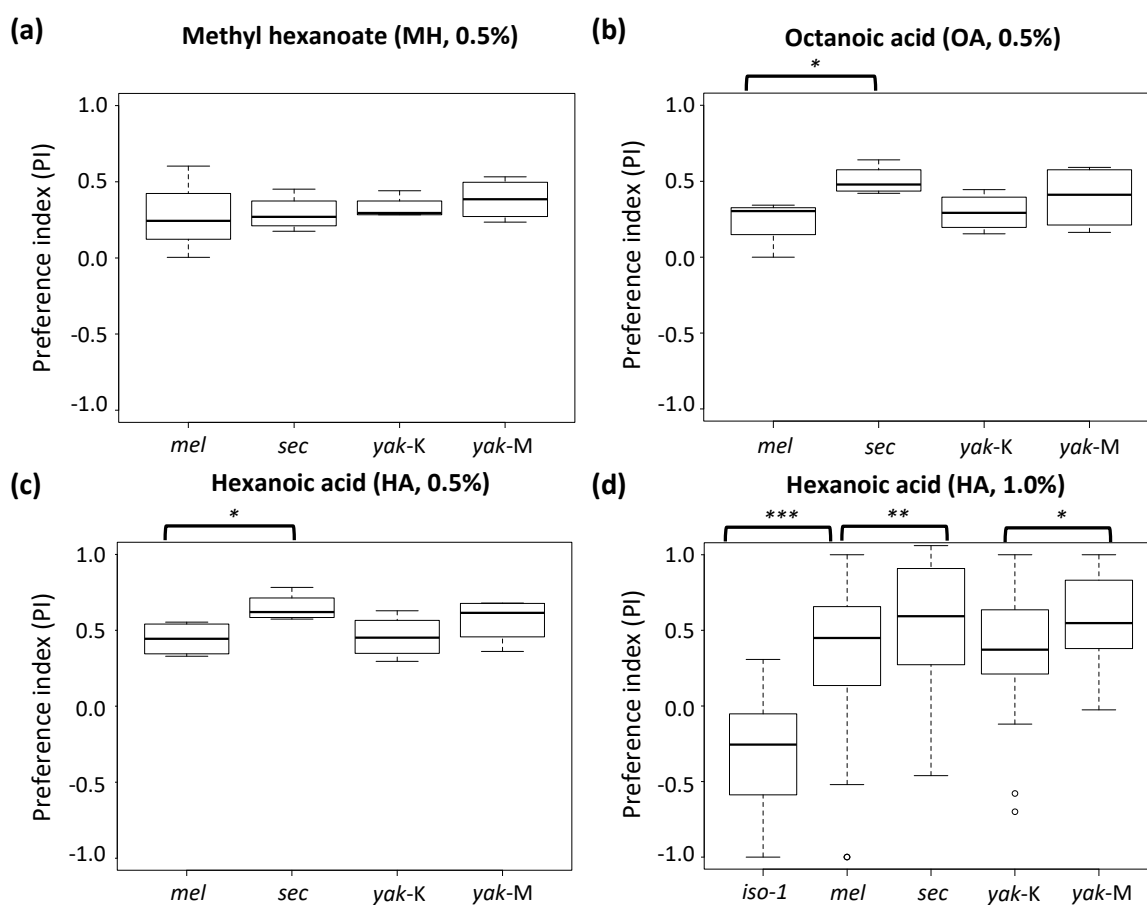 (a)
Methyl hexanoate (MH, 0.5%)
Preference index (PI)
1.0
0.5
0.0
-0.5
-1.0
mel sec yak-K yak-M
(b)
Octanoic acid (OA, 0.5%)
*
Preference index (PI)
1.0
0.5
0.0
-0.5
-1.0
mel sec yak-K yak-M
(c)
Hexanoic acid (HA, 0.5%)
*
Preference index (PI)
1.0
0.5
0.0
-0.5
-1.0
mel sec yak-K yak-M
(d)
Hexanoic acid (HA, 1.0%)
*** ** *
Preference index (PI)
1.0
0.5
0.0
-0.5
-1.0
iso-1 mel sec yak-K yak-M